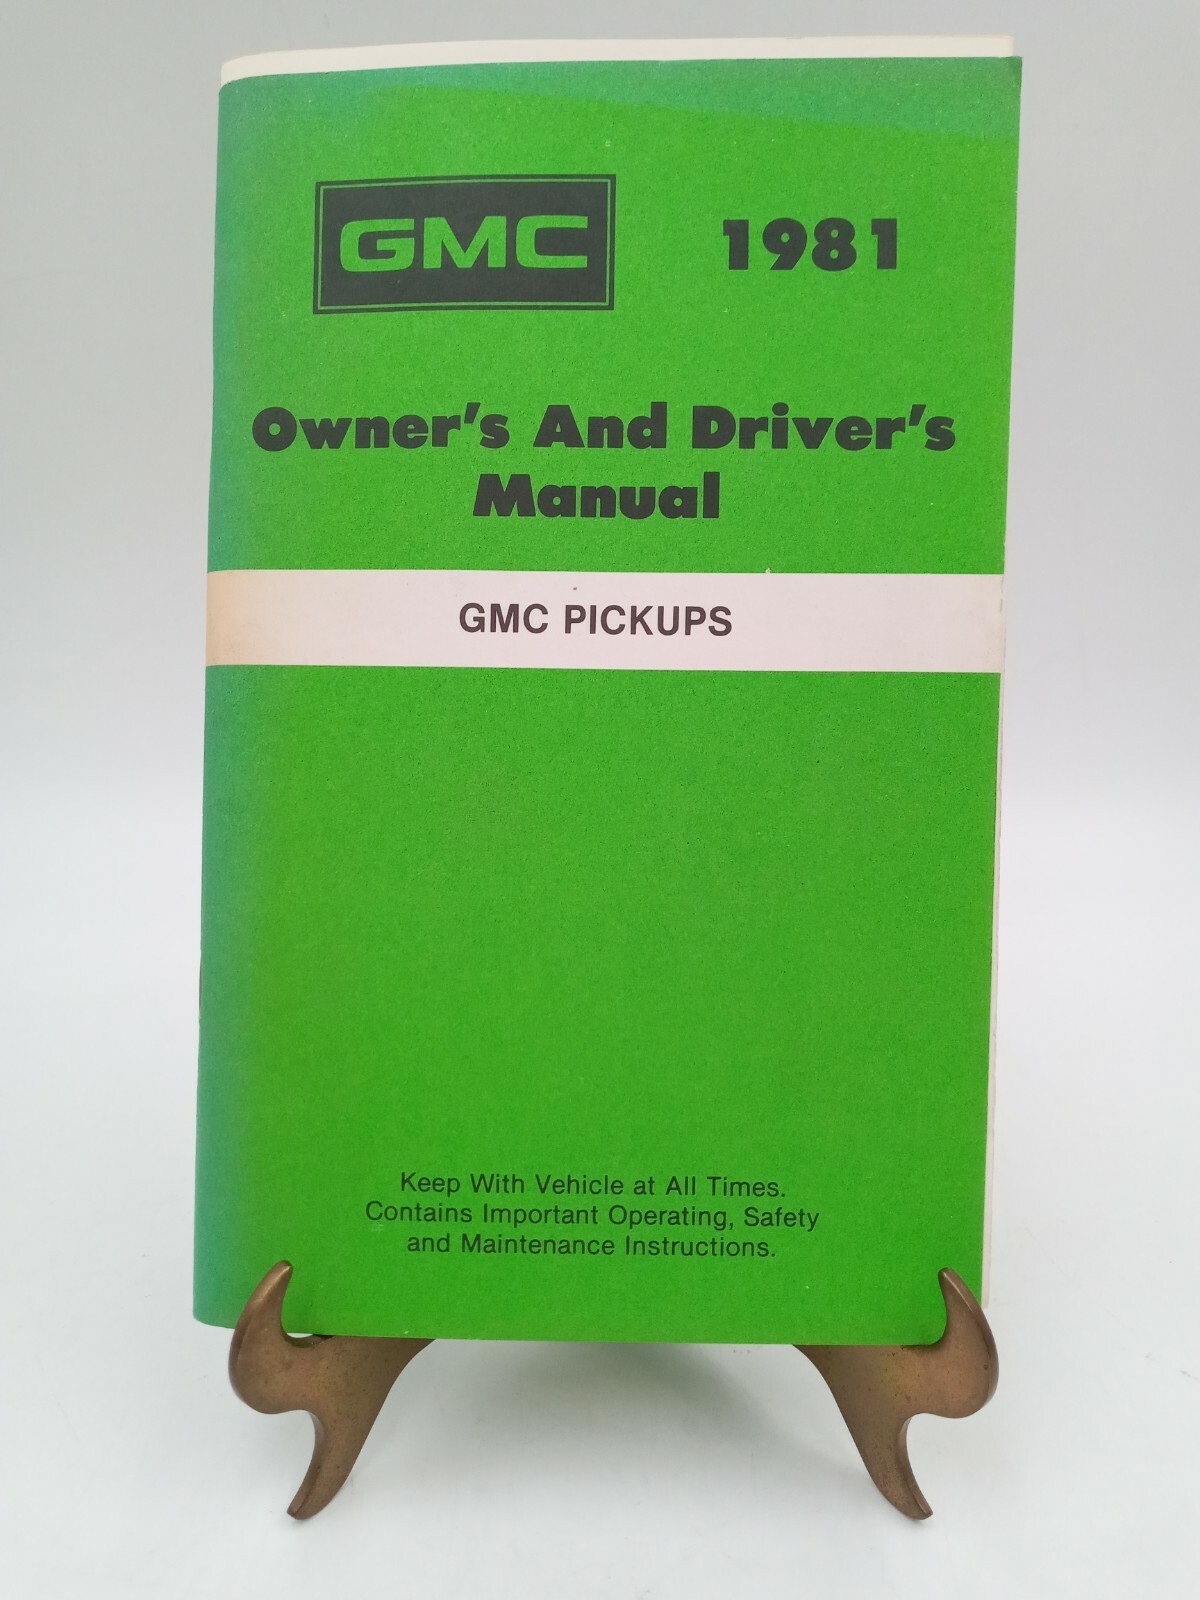 GMC 1981
Owner's And Driver's
Manual
GMC PICKUPS
Keep With Vehicle at All Times.
Contains Important Operating, Safety
and Maintenance Instructions.